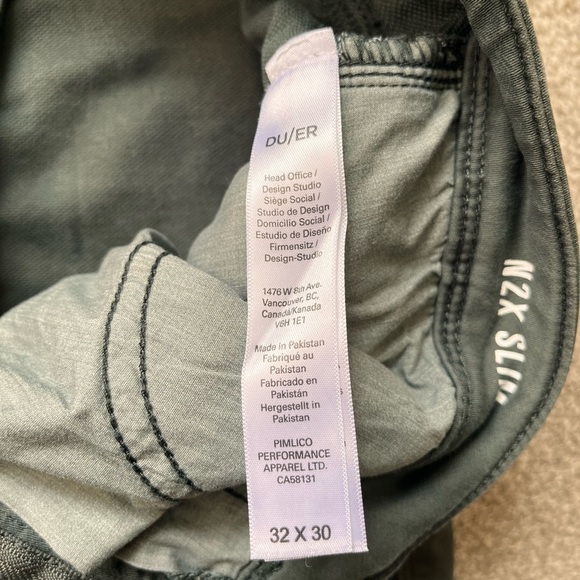 DU/ER
Head Office /
Design Studio
Siège Social /
Studio de Design
Domicilio Social /
Estudio de Diseño
Firmensitz /
Design-Studio
1476 W 8th Ave.
Vancouver, BC,
Canada/Kanada
V6H 1E1
Made in Pakistan
Fabriqué au
Pakistan
Fabricado en
Pakistán
Hergestellt in
Pakistan
PIMLICO
PERFORMANCE
APPAREL LTD.
CA58131
32 X 30
N2X SLIM